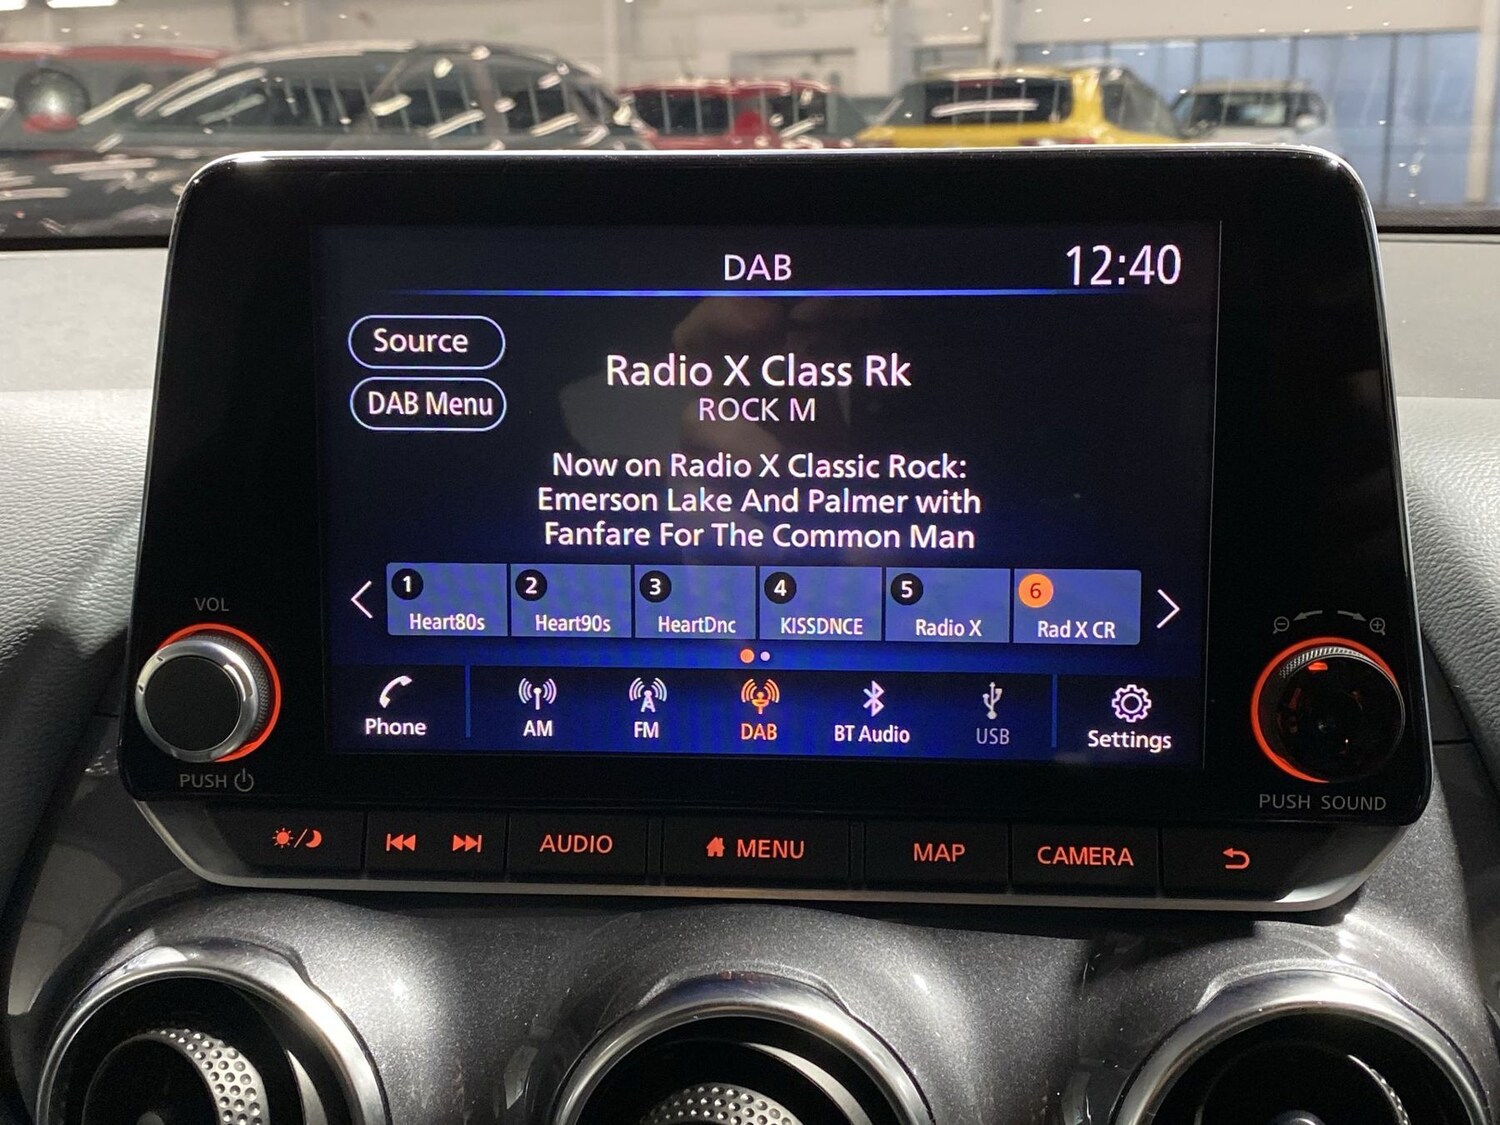 DAB
12:40
Source
DAB Menu
Radio X Class Rk
ROCK M
Now on Radio X Classic Rock:
Emerson Lake And Palmer with
Fanfare For The Common Man
1 Heart80s
2 Heart90s
3 HeartDnc
4 KISSDNCE
5 Radio X
6 Rad X CR
Phone
AM
FM
DAB
BT Audio
USB
Settings
VOL
PUSH
PUSH SOUND
AUDIO
MENU
MAP
CAMERA